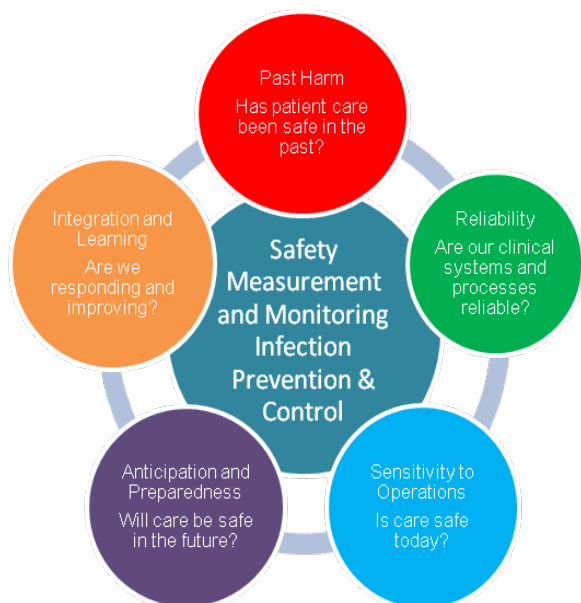 Past Harm
Has patient care
been safe in the
past?
Reliability
Are our clinical
systems and
processes
reliable?
Sensitivity to
Operations
Is care safe
today?
Anticipation and
Preparedness
Will care be safe
in the future?
Integration and
Learning
Are we
responding and
improving?
Safety
Measurement
and Monitoring
Infection
Prevention &
Control